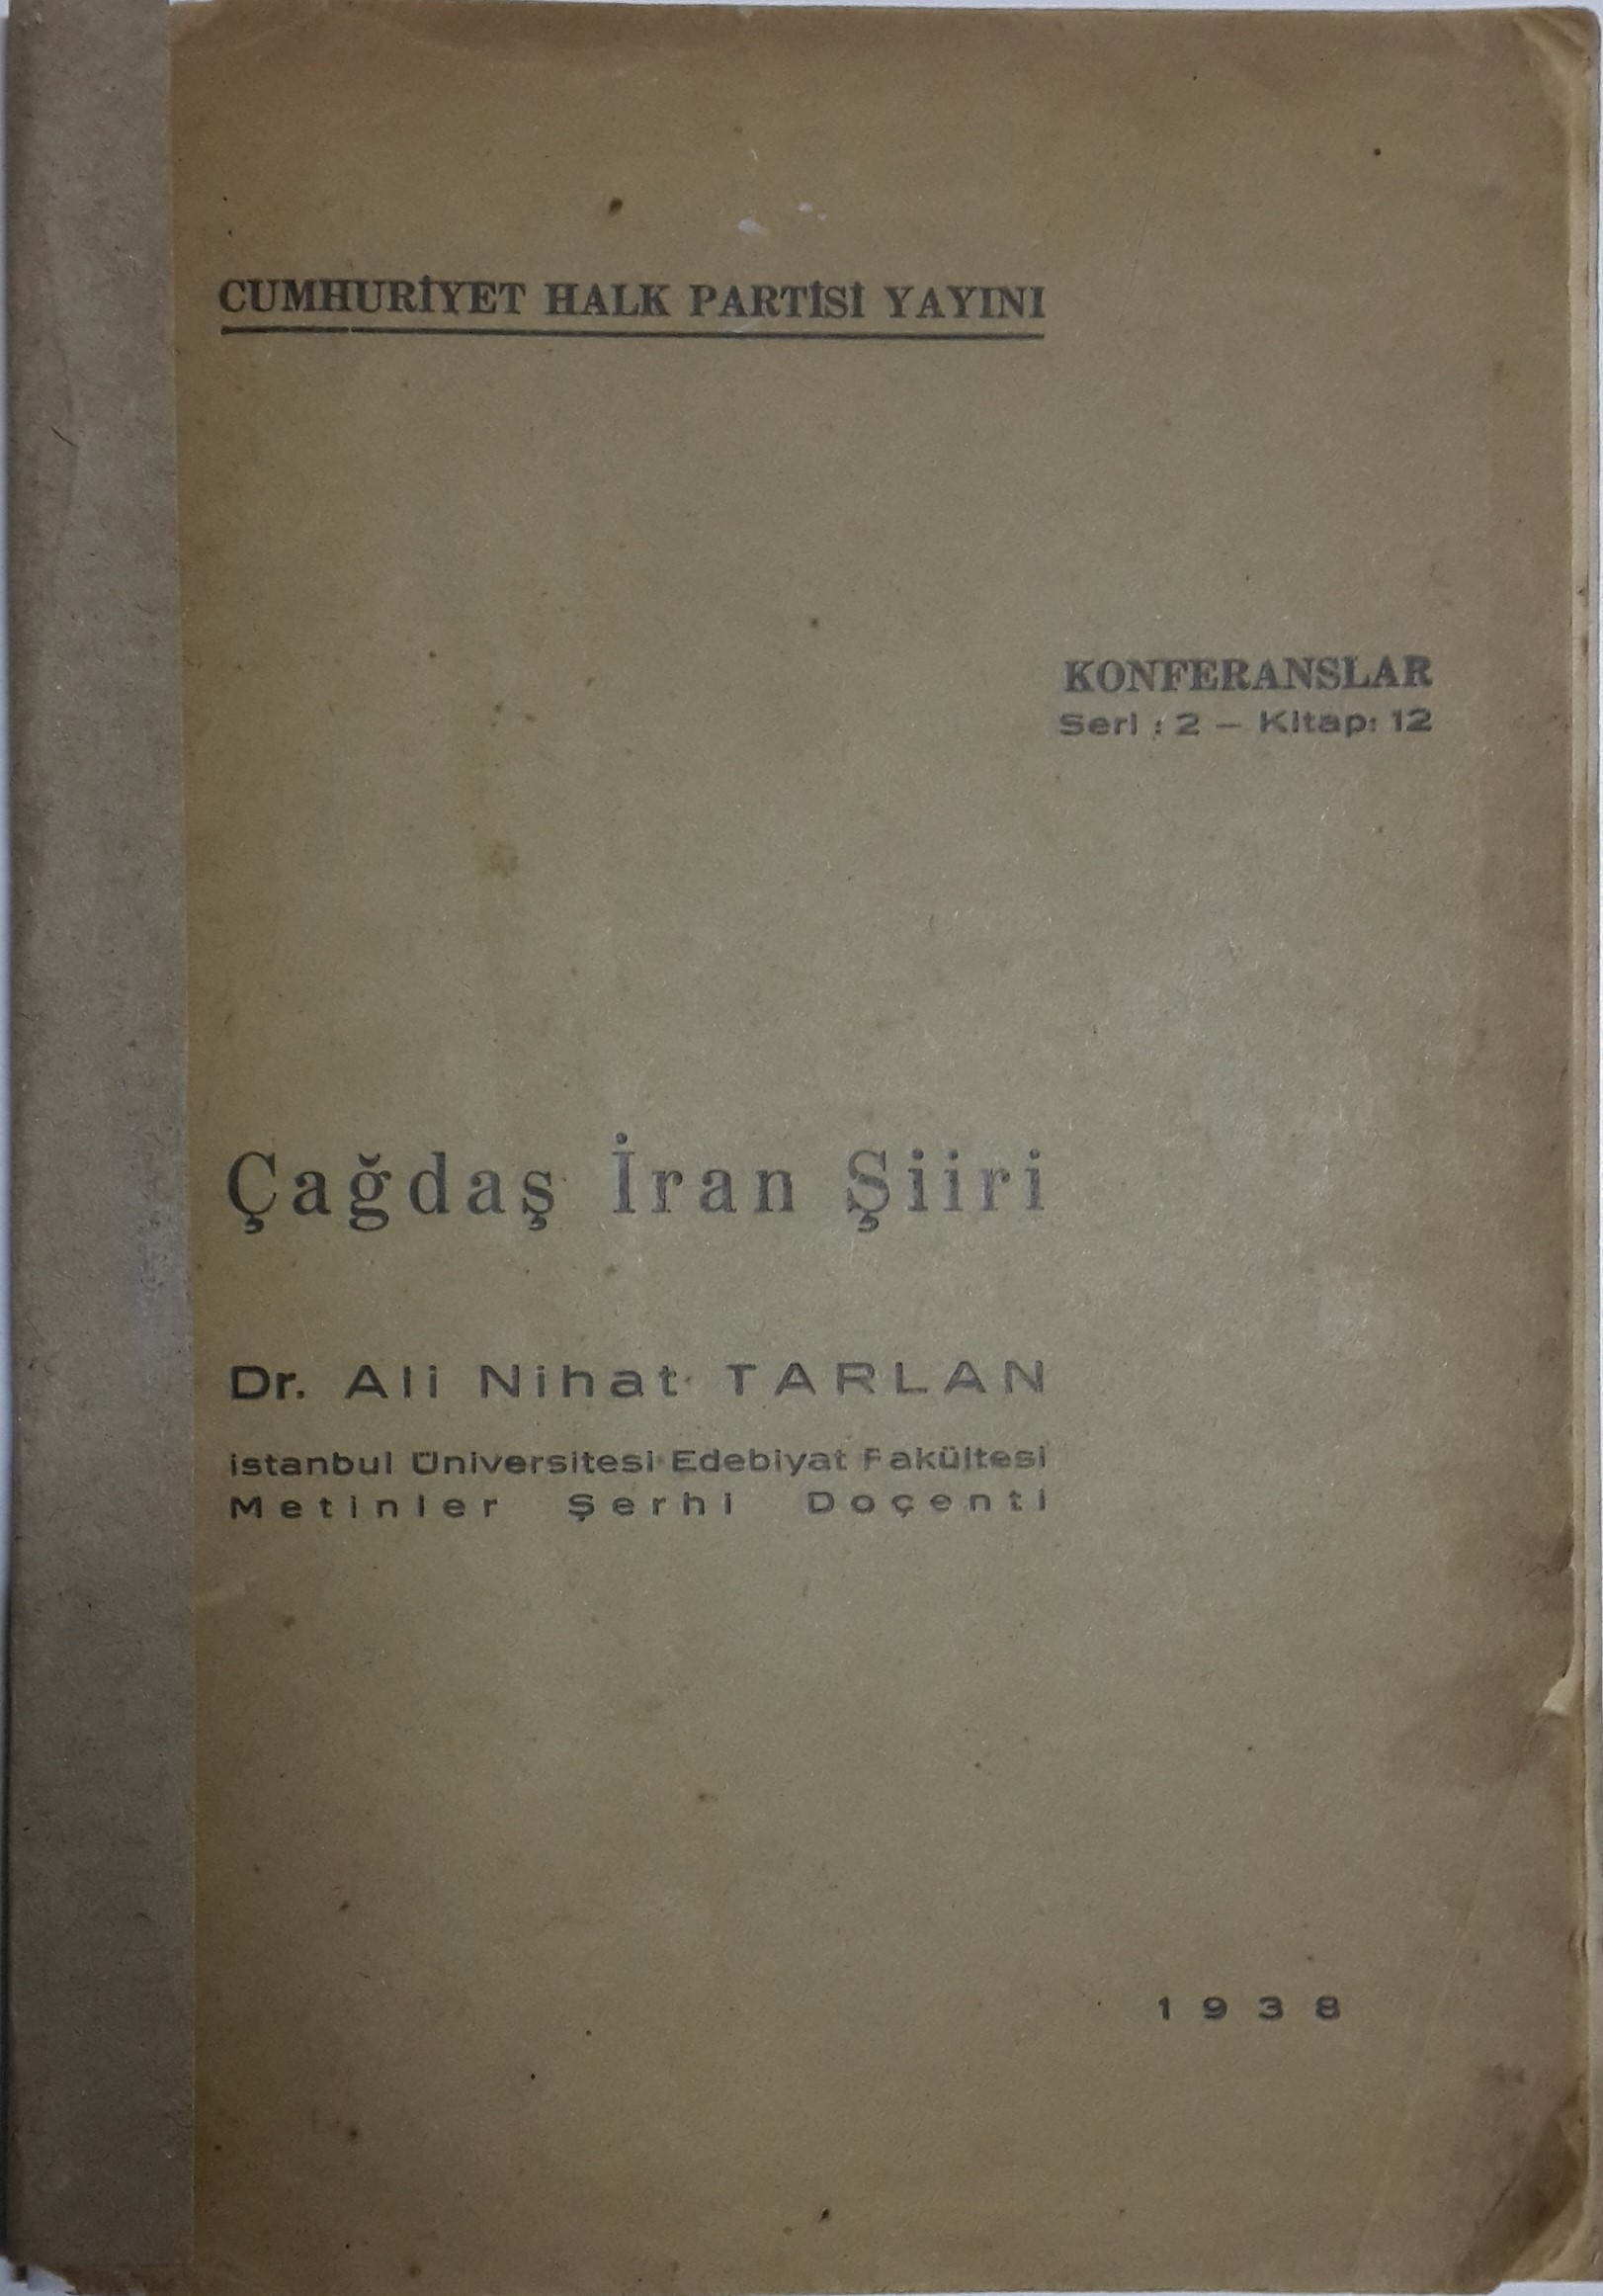 CUMHURİYET HALK PARTİSİ YAYINI
KONFERANSLAR
Seri : 2 — Kitap: 12
Çağdaş İran Şiiri
Dr. Ali Nihat TARLAN
istanbul Üniversitesi Edebiyat Fakültesi
Metinler Şerhi Doçenti
1938